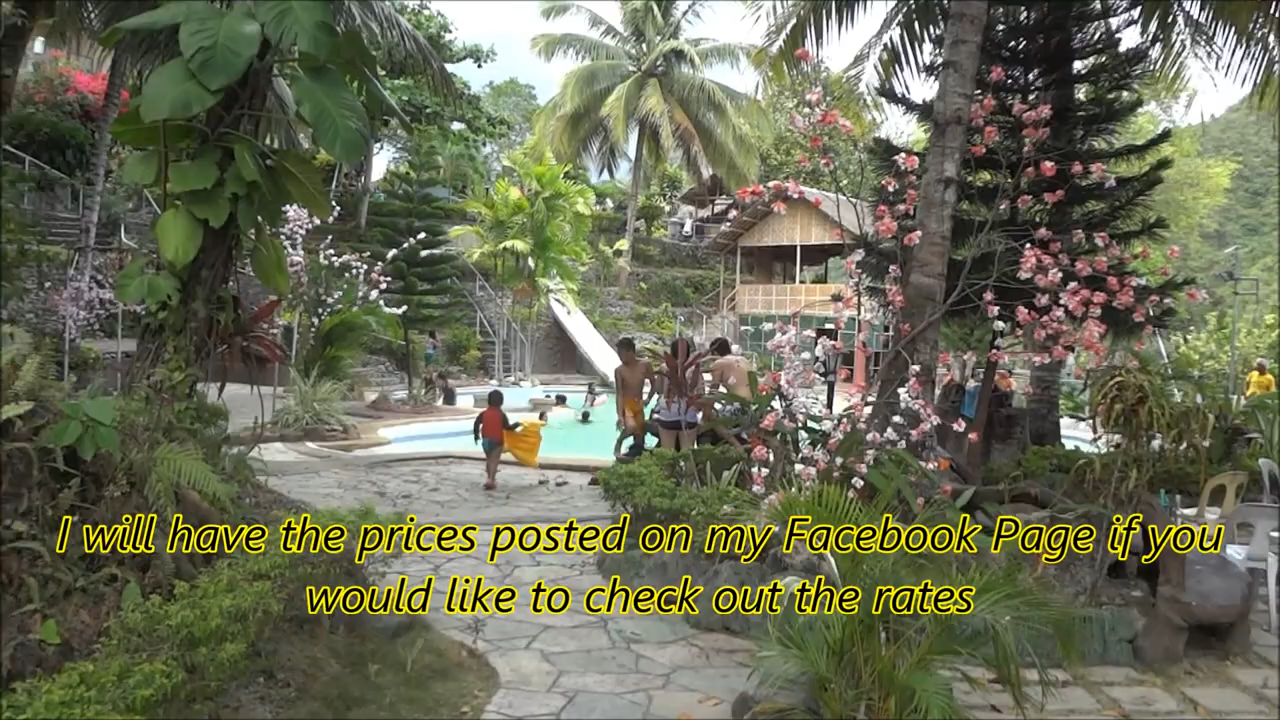 I will have the prices posted on my Facebook Page if you
would like to check out the rates